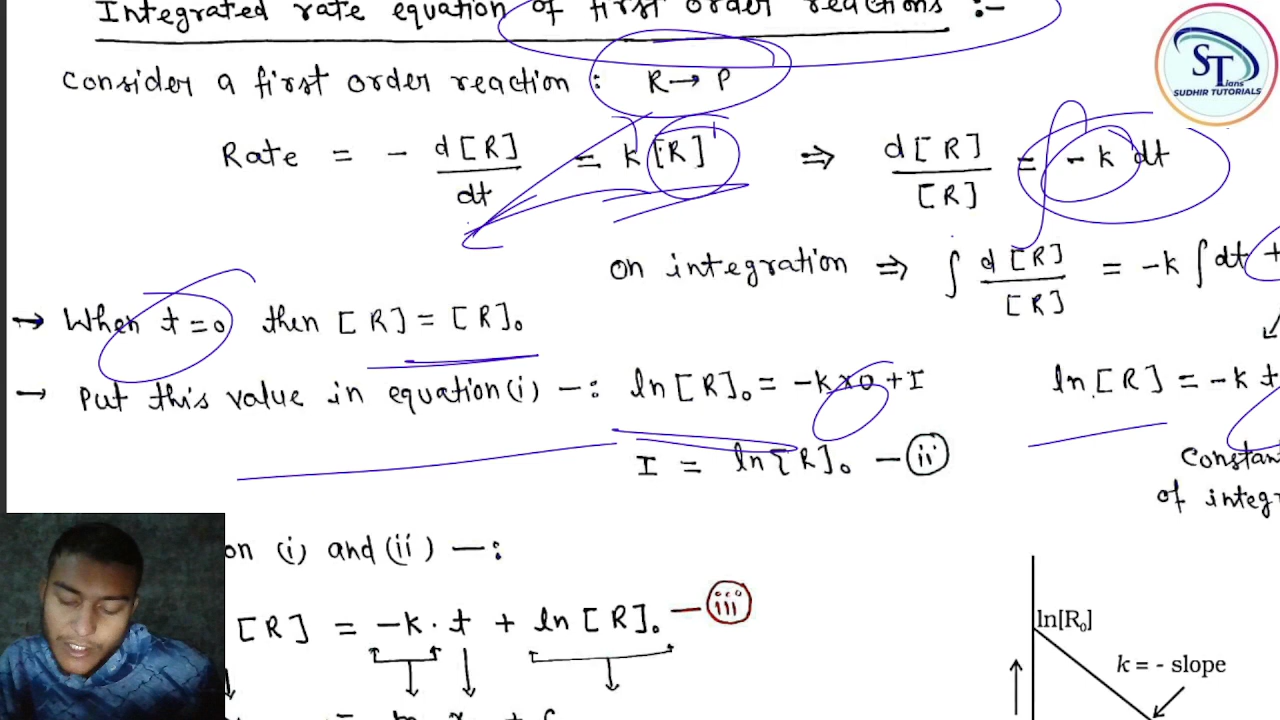 Integrated rate equation of first order reactions :-
Consider a first order reaction : R → P
ST
lans
SUDHIR TUTORIALS
Rate = - d[R]/dt = k[R]¹ ⇒ d[R]/[R] = -k dt
on integration ⇒ ∫ d[R]/[R] = -k ∫ dt +
→ When t = 0 then [R] = [R]₀
→ Put this value in equation(i) -: ln[R]₀ = -k×0 + I
ln[R] = -k t
I = ln[R]₀ - (ii)
Constan
of integ
on (i) and (ii) -:
[R] = -k . t + ln[R]₀ - (iii)
ln[R₀]
k = - slope